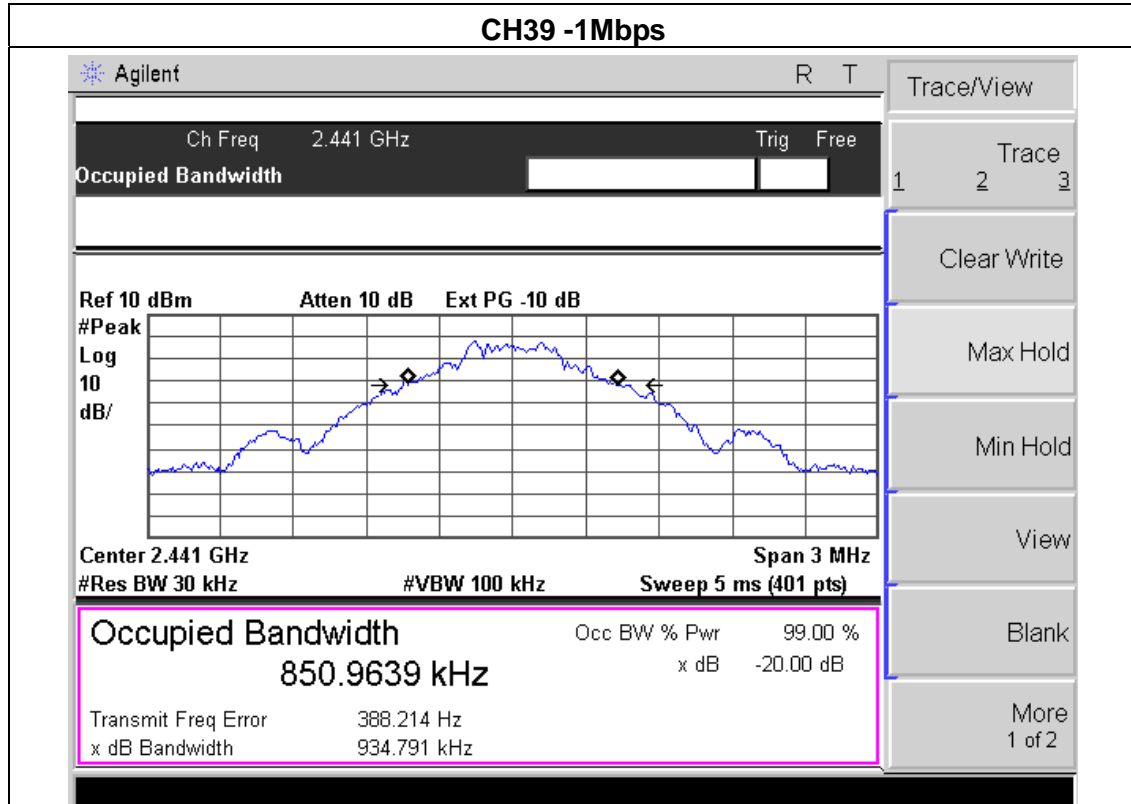 CH39 -1Mbps
Agilent R T
Trace/View
Ch Freq 2.441 GHz Trig Free
Occupied Bandwidth
Trace
1 2 3
Clear Write
Ref 10 dBm Atten 10 dB Ext PG -10 dB
#Peak
Log
10
dB/
Max Hold
Min Hold
Center 2.441 GHz Span 3 MHz
#Res BW 30 kHz #VBW 100 kHz Sweep 5 ms (401 pts)
View
Occupied Bandwidth Occ BW % Pwr 99.00 %
850.9639 kHz x dB -20.00 dB
Blank
Transmit Freq Error 388.214 Hz
x dB Bandwidth 934.791 kHz
More
1 of 2